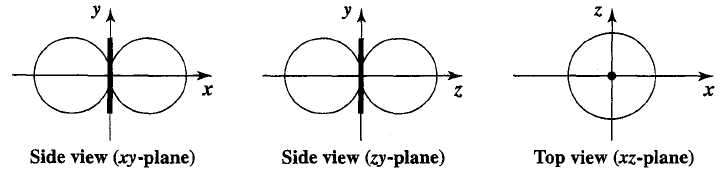 y
x
Side view (xy-plane)
y
z
Side view (zy-plane)
z
x
Top view (xz-plane)